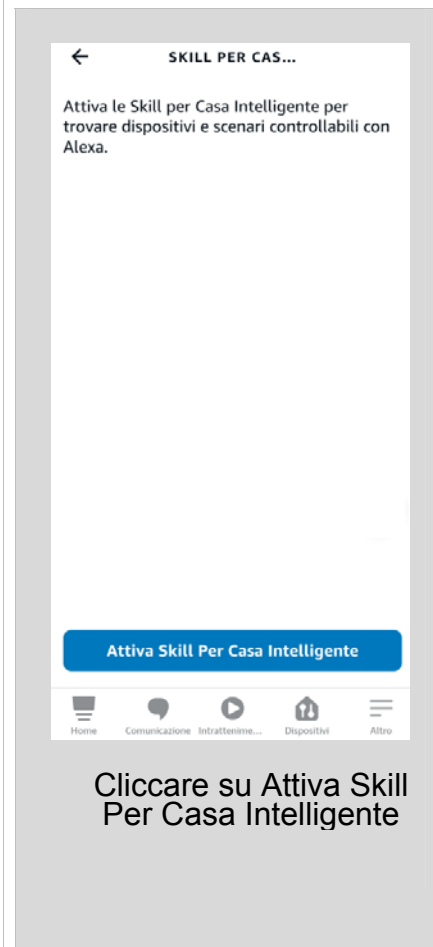 SKILL PER CAS...
Attiva le Skill per Casa Intelligente per
trovare dispositivi e scenari controllabili con
Alexa.
Attiva Skill Per Casa Intelligente
Home Comunicazione Intrattenime... Dispositivi Altro
Cliccare su Attiva Skill
Per Casa Intelligente